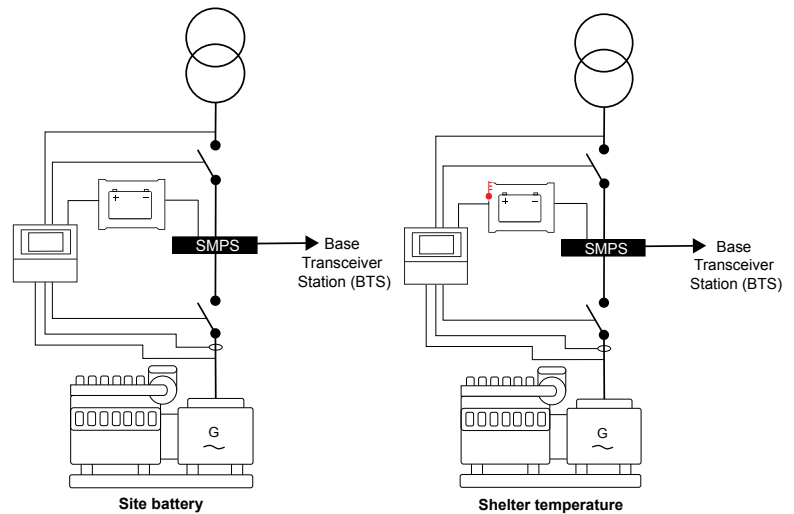 + −
SMPS
Base
Transceiver
Station (BTS)
G
Site battery
+ −
SMPS
Base
Transceiver
Station (BTS)
G
Shelter temperature